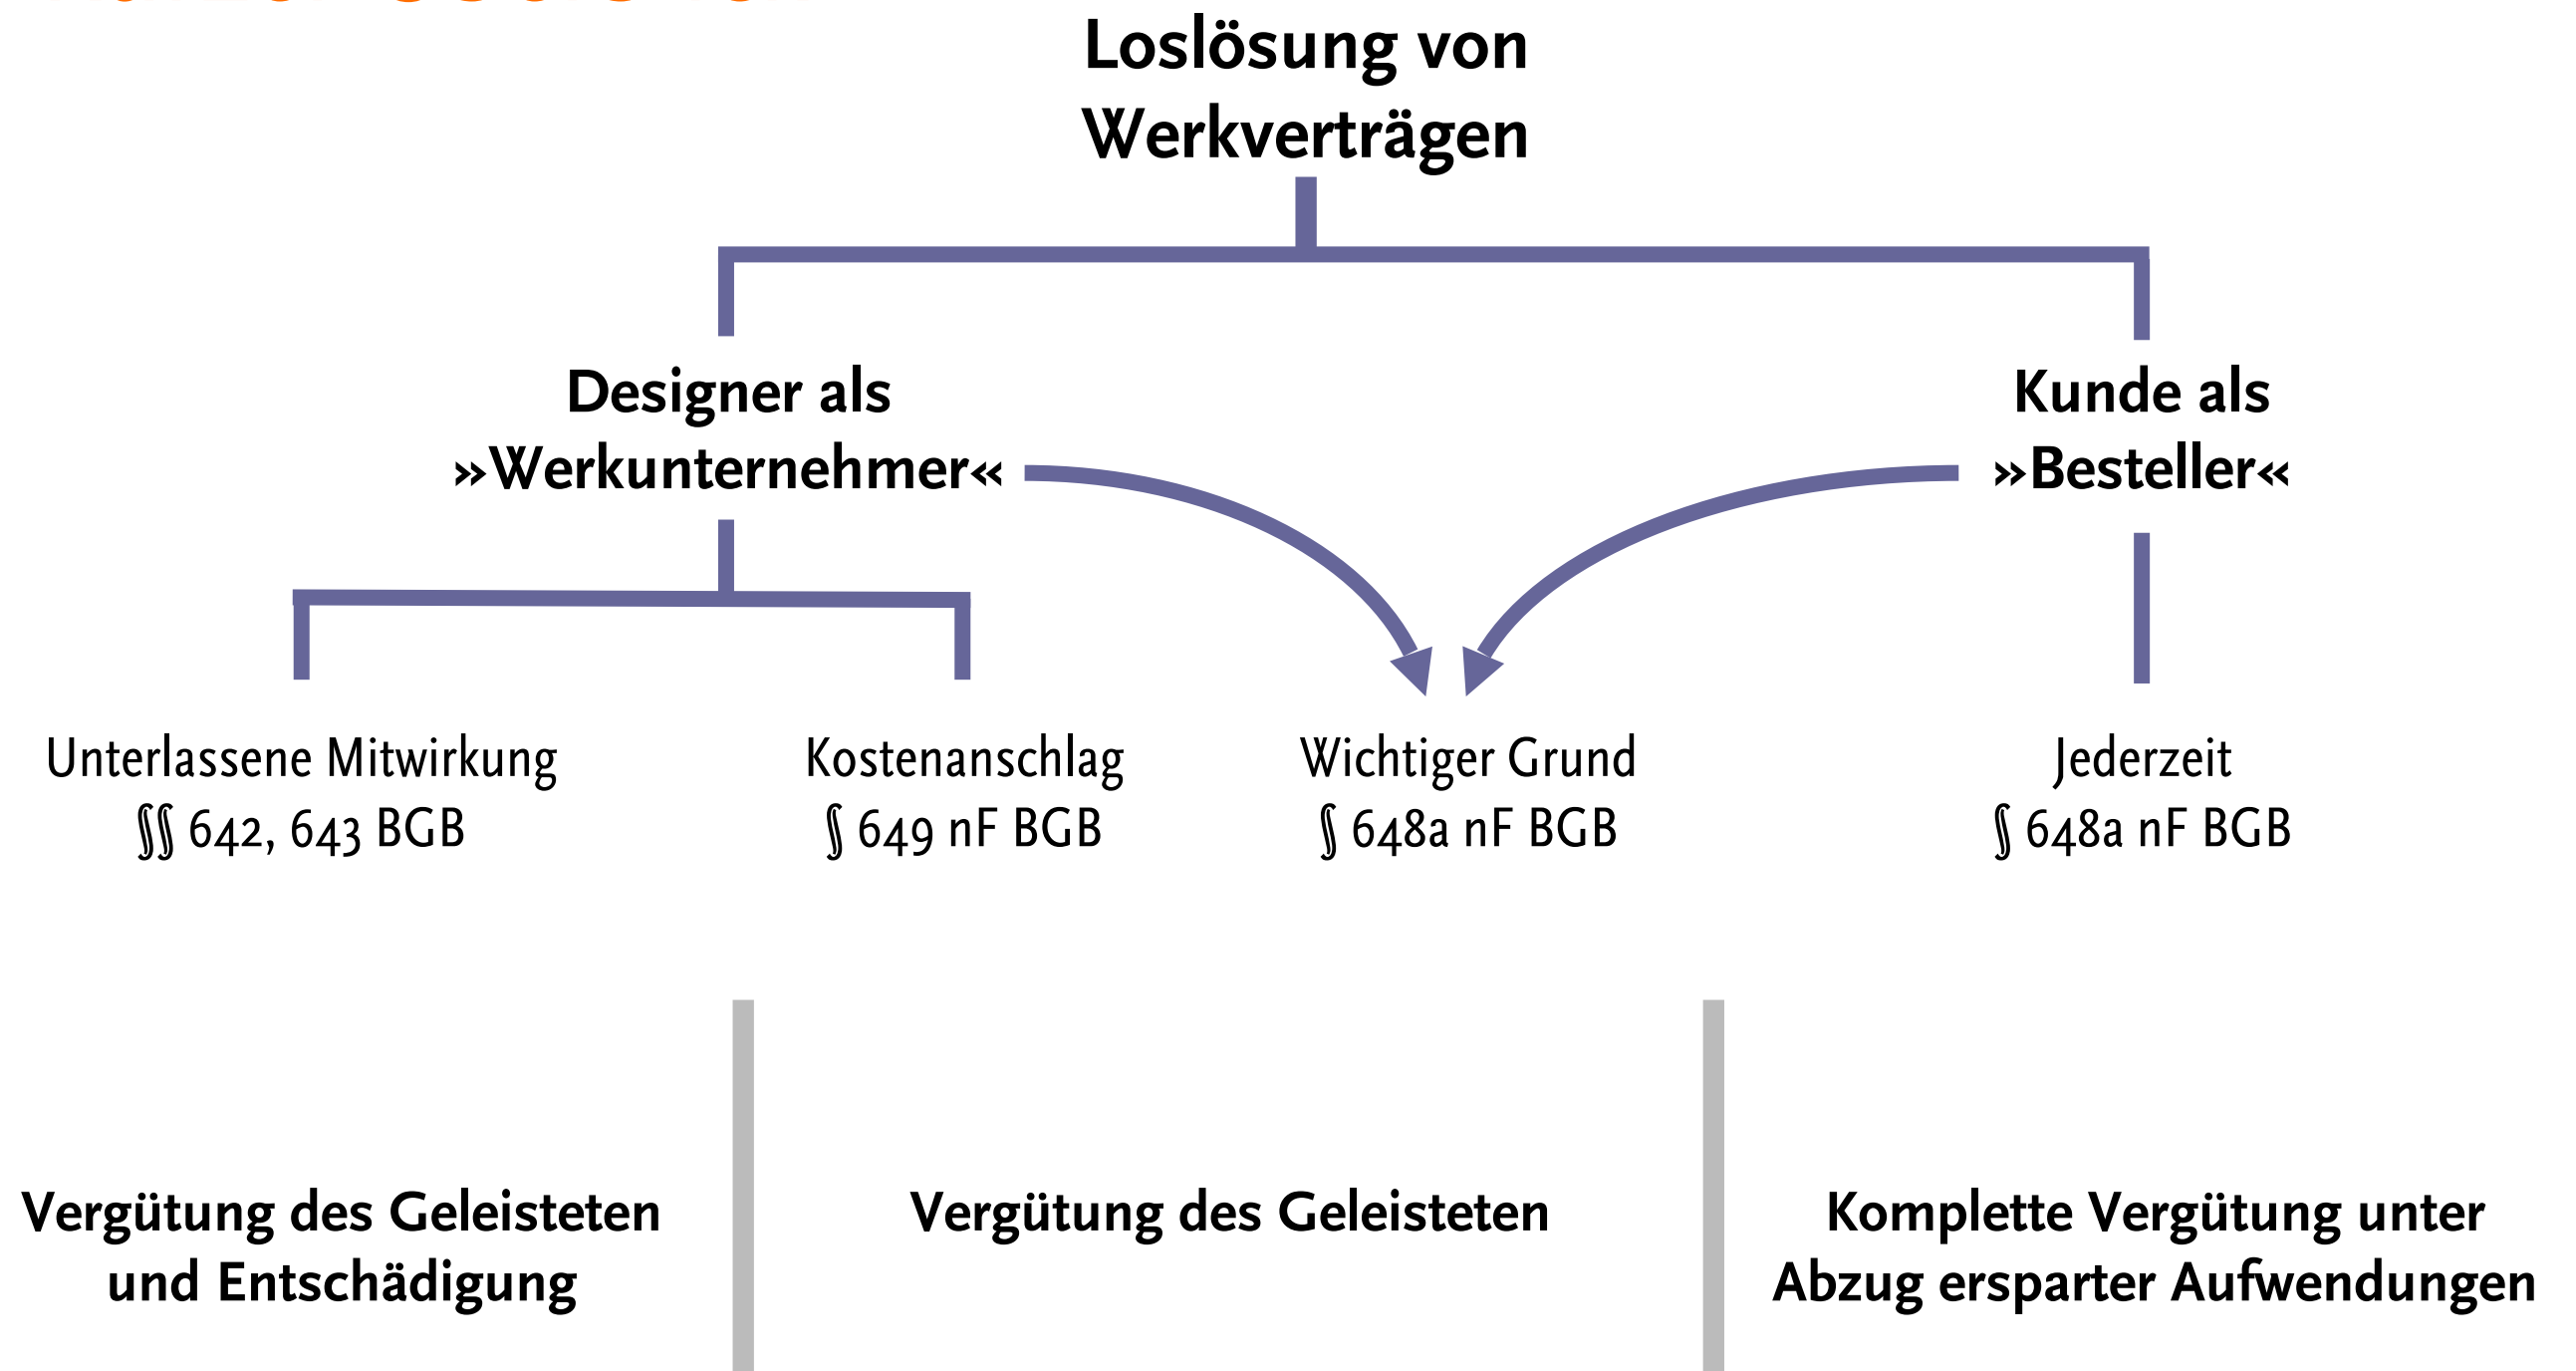 Loslösung von
Werkverträgen
Designer als
»Werkunternehmer«
Kunde als
»Besteller«
Unterlassene Mitwirkung
§§ 642, 643 BGB
Kostenanschlag
§ 649 nF BGB
Wichtiger Grund
§ 648a nF BGB
Jederzeit
§ 648a nF BGB
Vergütung des Geleisteten
und Entschädigung
Vergütung des Geleisteten
Komplette Vergütung unter
Abzug ersparter Aufwendungen